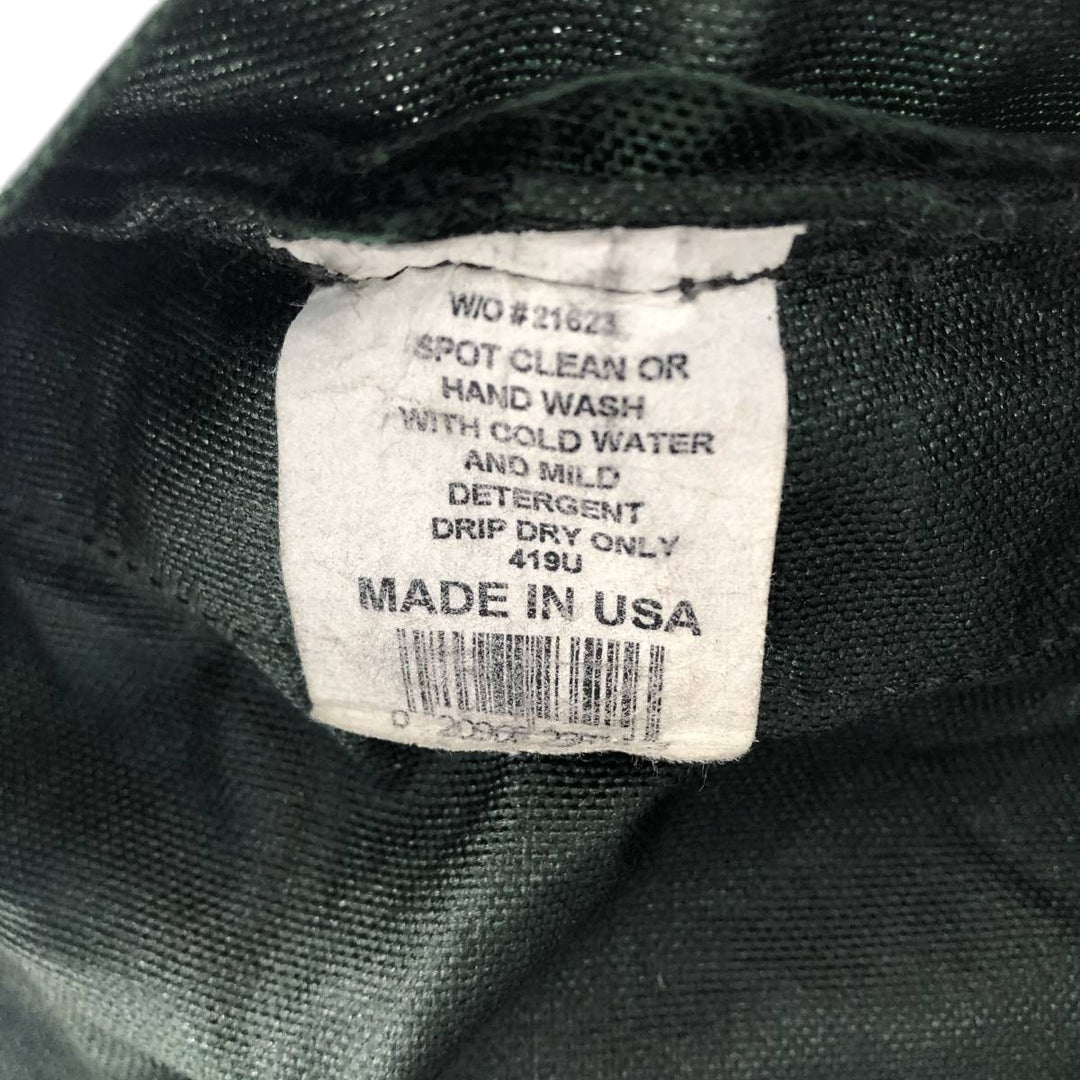 W/O #21623
SPOT CLEAN OR
HAND WASH
WITH COLD WATER
AND MILD
DETERGENT
DRIP DRY ONLY
419U
MADE IN USA